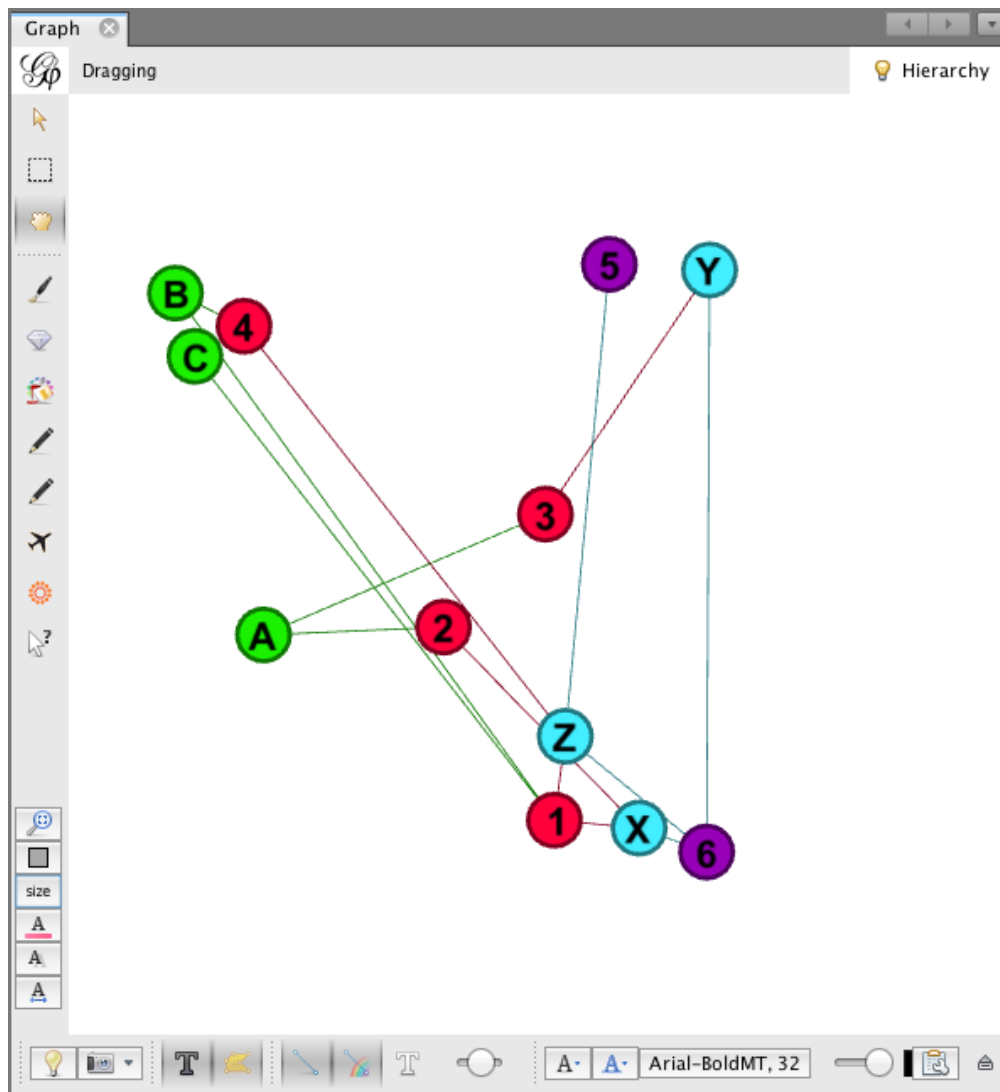 Graph
Dragging
Hierarchy
5
Y
B
4
C
3
2
A
Z
1
X
6
size
A
A
A
T
T
A
A
Arial-BoldMT, 32